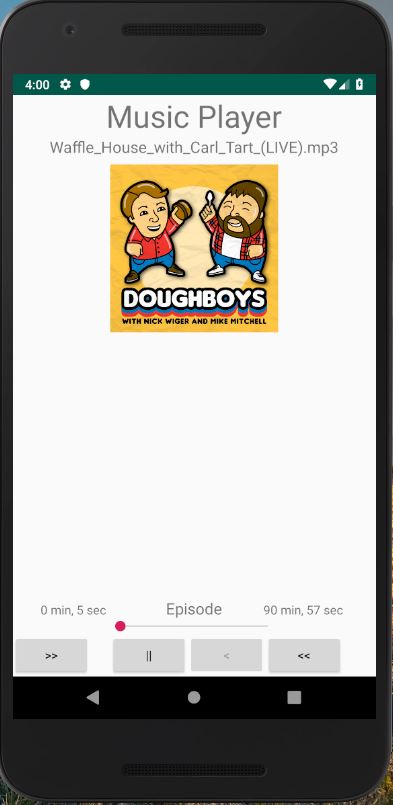 4:00
Music Player
Waffle_House_with_Carl_Tart_(LIVE).mp3
DOUGHBOYS
WITH NICK WIGER AND MIKE MITCHELL
0 min, 5 sec Episode 90 min, 57 sec
>> || < <<